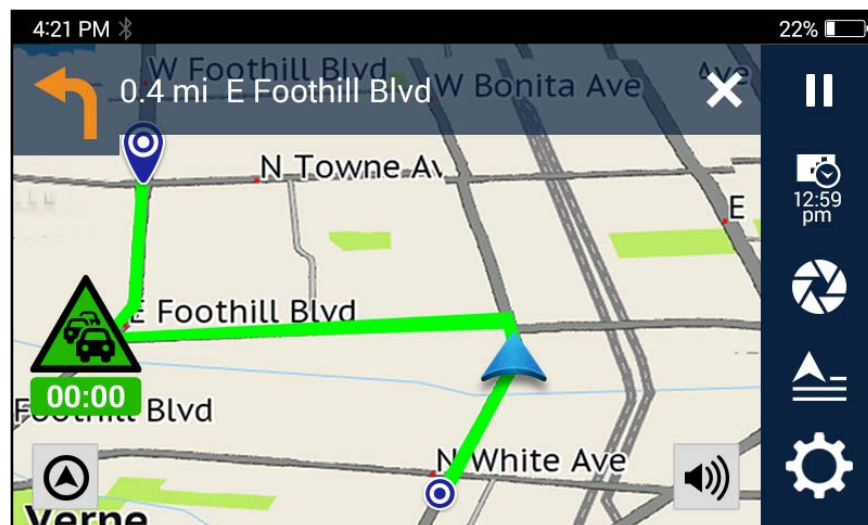 4:21 PM
22%
W Foothill Blvd
0.4 mi E Foothill Blvd
W Bonita Ave
Ave
12:59
pm
N Towne Av
E
E Foothill Blvd
00:00
Foothill Blvd
N White Ave
Verne